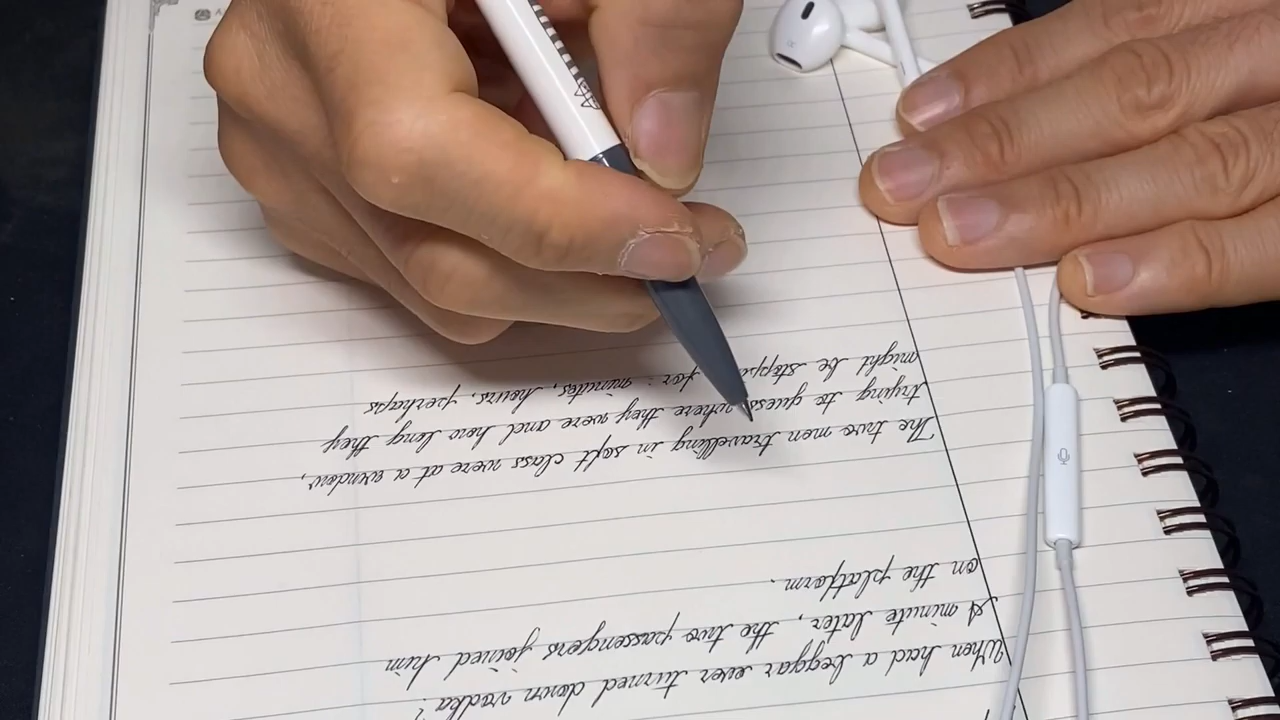 When had a beggar ever turned down vodka?
A minute later, the two passengers joined him
on the platform.
The two men travelling in soft class were at a window,
trying to guess where they were and how long they
might be stopping for: minutes, hours, perhaps